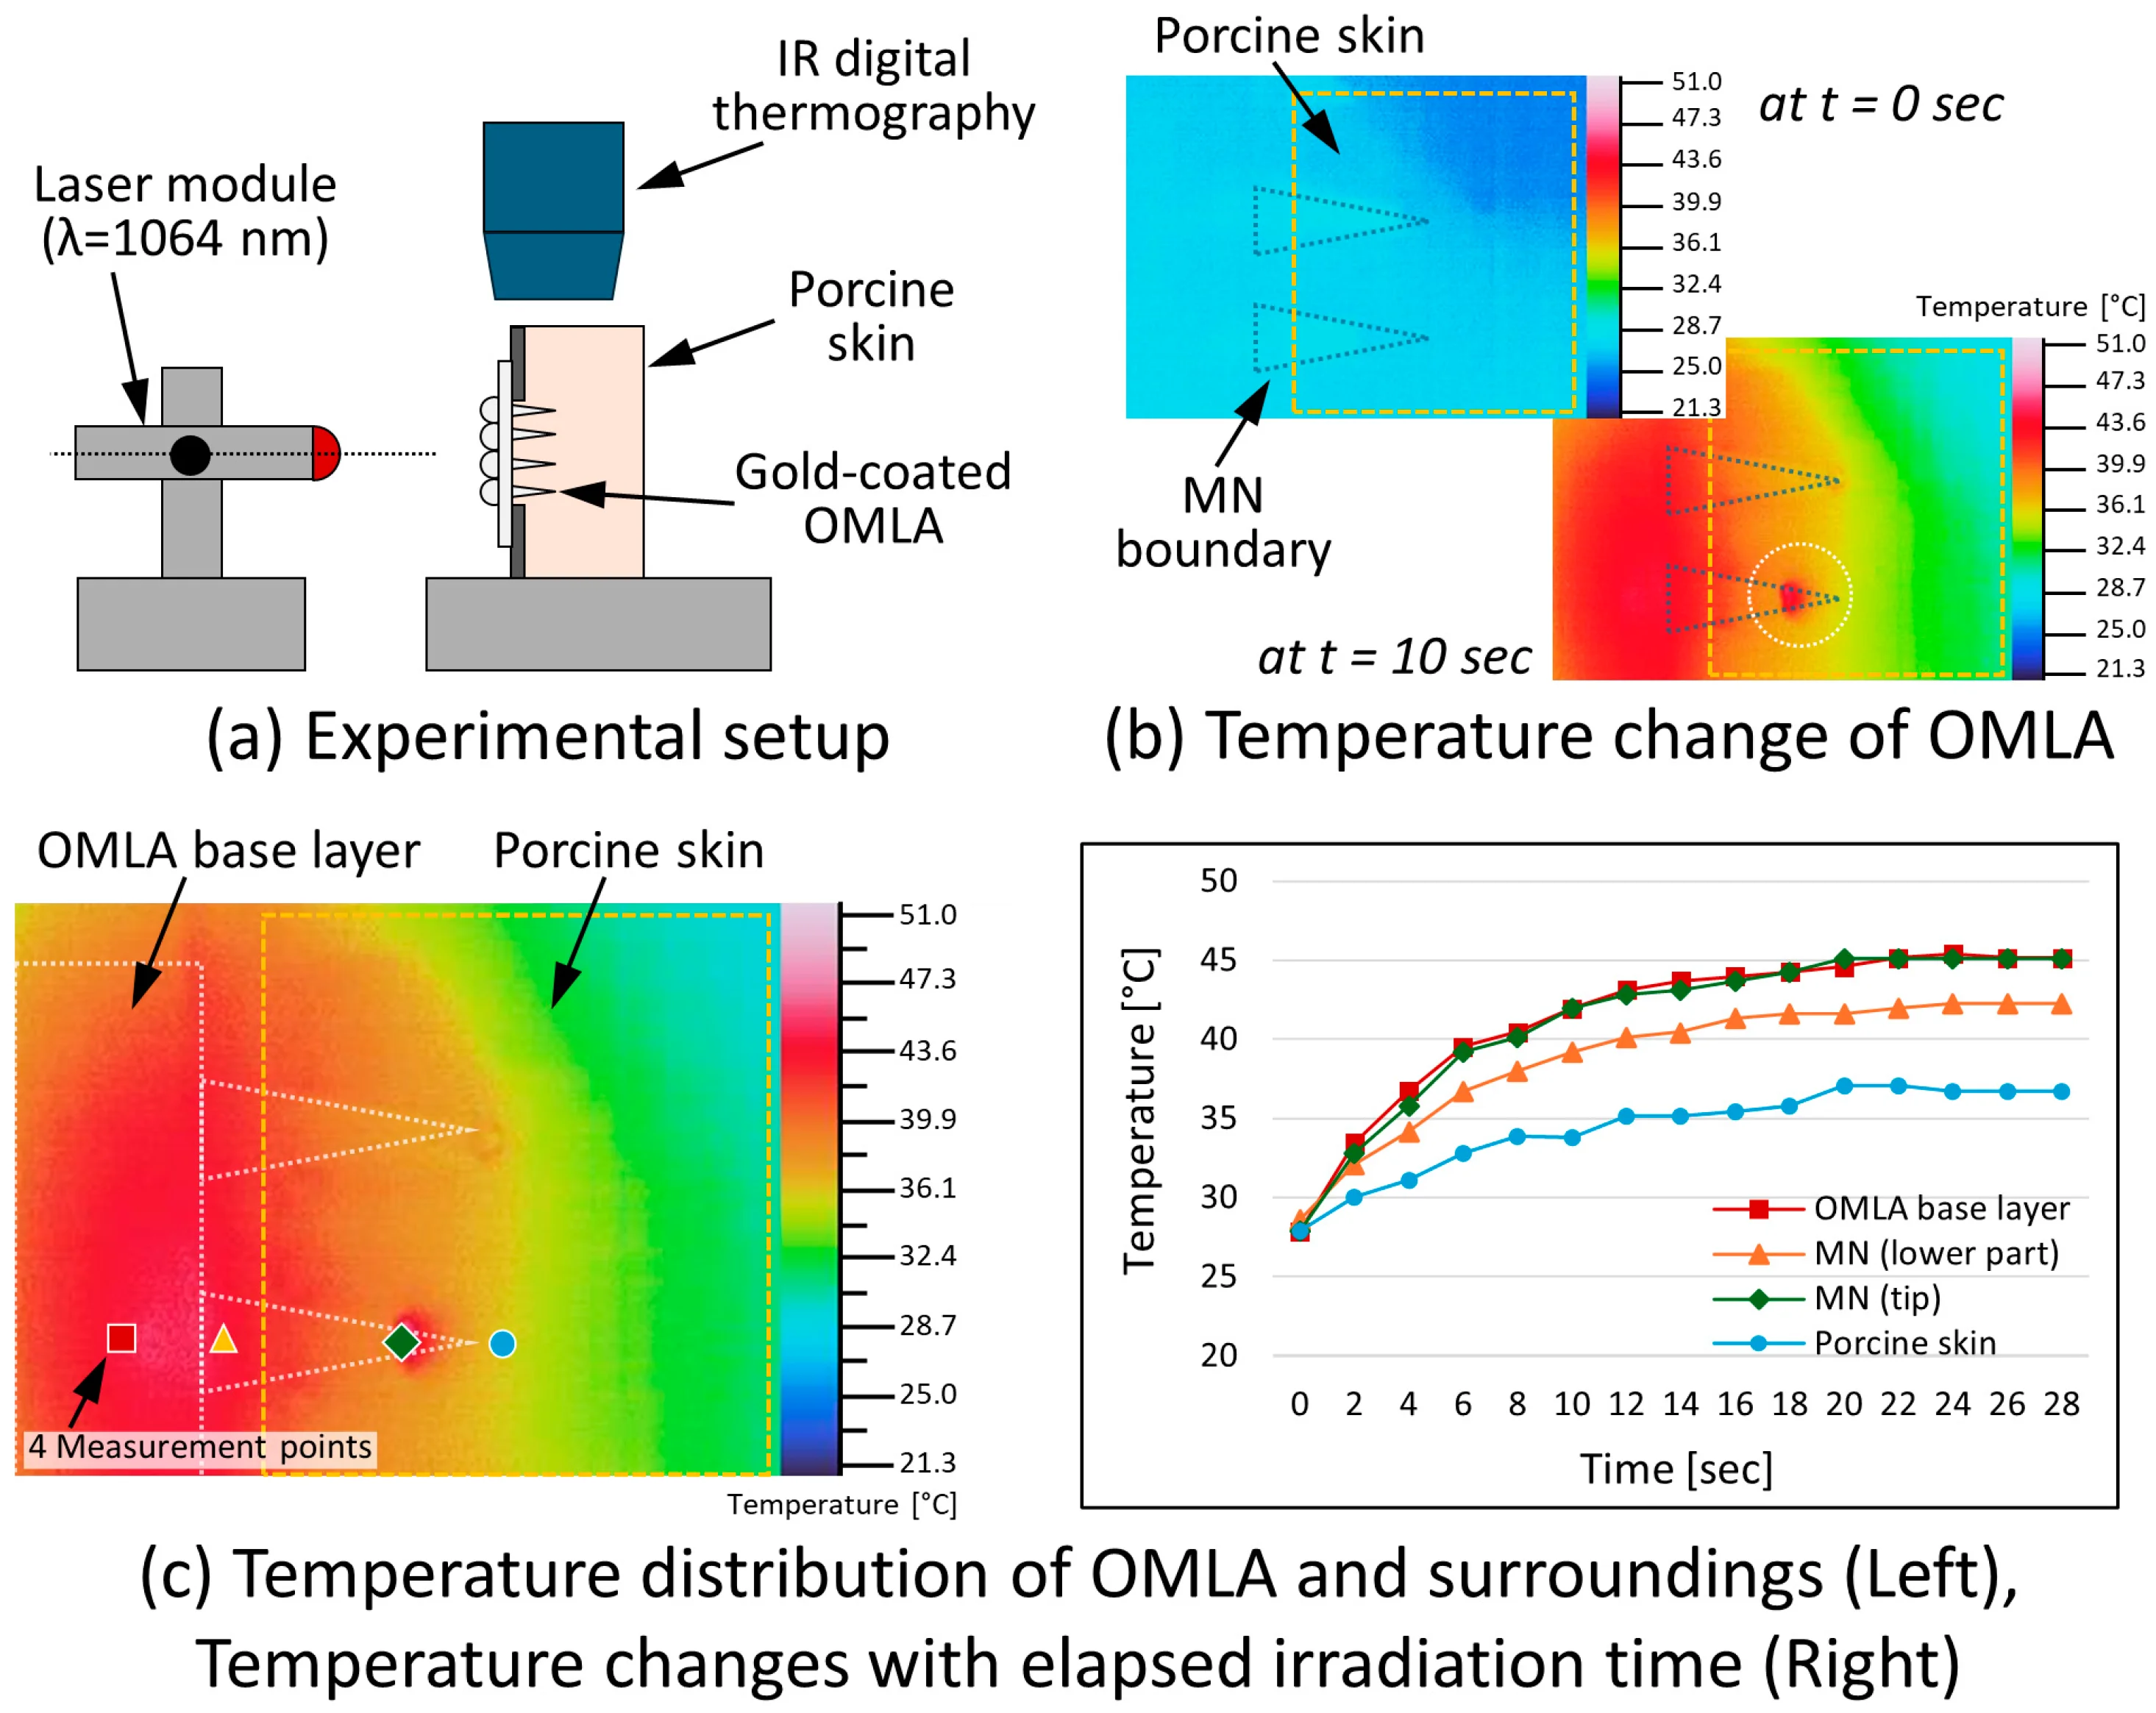 IR digital
thermography
Laser module
(λ=1064 nm)
Porcine
skin
Gold-coated
OMLA
(a) Experimental setup
Porcine skin
at t = 0 sec
51.0
47.3
43.6
39.9
36.1
32.4
28.7
25.0
21.3
MN
boundary
Temperature [°C]
51.0
47.3
43.6
39.9
36.1
32.4
28.7
25.0
21.3
at t = 10 sec
(b) Temperature change of OMLA
OMLA base layer
Porcine skin
51.0
47.3
43.6
39.9
36.1
32.4
28.7
25.0
21.3
4 Measurement points
Temperature [°C]
Temperature [°C]
50
45
40
35
30
25
20
OMLA base layer
MN (lower part)
MN (tip)
Porcine skin
0 2 4 6 8 10 12 14 16 18 20 22 24 26 28
Time [sec]
(c) Temperature distribution of OMLA and surroundings (Left),
Temperature changes with elapsed irradiation time (Right)